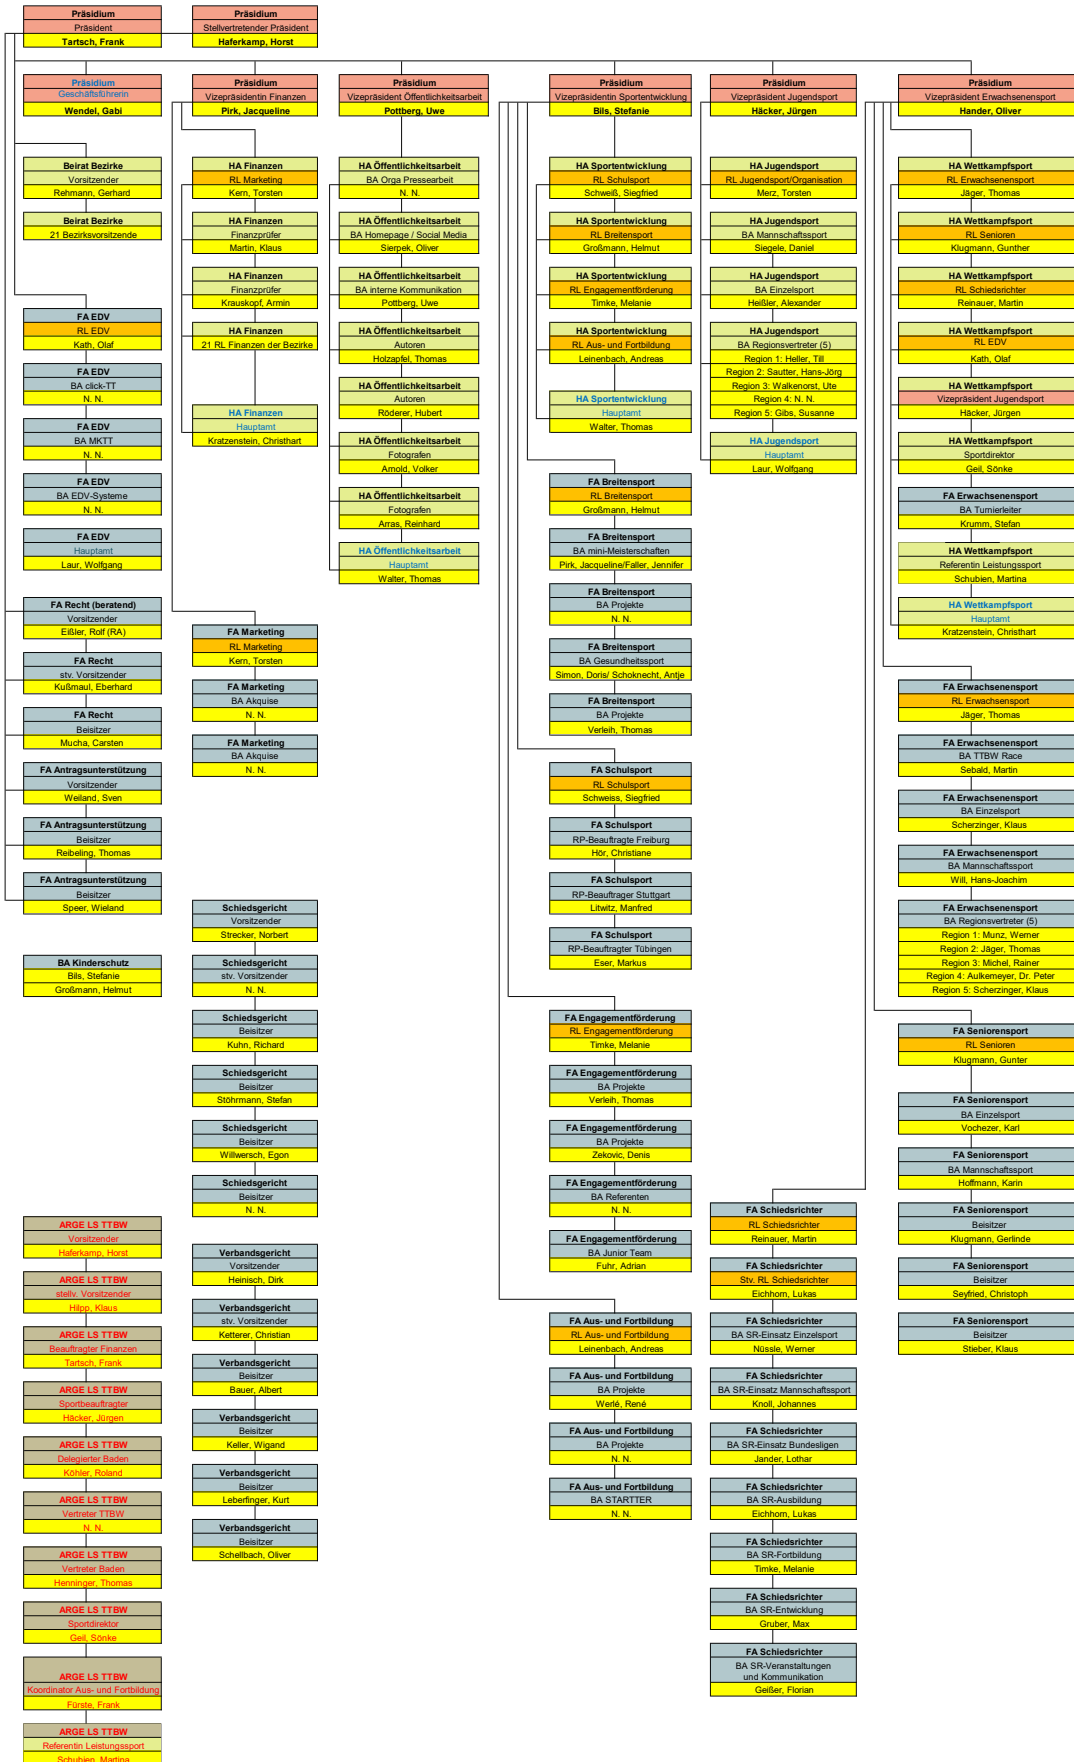 Präsidium
Präsident
Tartsch, Frank
Präsidium
Stellvertretender Präsident
Haferkamp, Horst
Präsidium
Geschäftsführerin
Wendel, Gabi
Präsidium
Vizepräsidentin Finanzen
Pirk, Jacqueline
Präsidium
Vizepräsident Öffentlichkeitsarbeit
Pottberg, Uwe
Präsidium
Vizepräsidentin Sportentwicklung
Bils, Stefanie
Präsidium
Vizepräsident Jugendsport
Häcker, Jürgen
Präsidium
Vizepräsident Erwachsenensport
Hander, Oliver
Beirat Bezirke
Vorsitzender
Rehmann, Gerhard
Beirat Bezirke
21 Bezirksvorsitzende
FA EDV
RL EDV
Kath, Olaf
FA EDV
BA click-TT
N. N.
FA EDV
BA MKTT
N. N.
FA EDV
BA EDV-Systeme
N. N.
FA EDV
Hauptamt
Laur, Wolfgang
FA Recht (beratend)
Vorsitzender
Eißler, Rolf (RA)
FA Recht
stv. Vorsitzender
Kußmaul, Eberhard
FA Recht
Beisitzer
Mucha, Carsten
FA Antragsunterstützung
Vorsitzender
Weiland, Sven
FA Antragsunterstützung
Beisitzer
Reibeling, Thomas
FA Antragsunterstützung
Beisitzer
Speer, Wieland
BA Kinderschutz
Bils, Stefanie
Großmann, Helmut
ARGE LS TTBW
Vorsitzender
Haferkamp, Horst
ARGE LS TTBW
stellv. Vorsitzender
Hilpp, Klaus
ARGE LS TTBW
Beauftragter Finanzen
Tartsch, Frank
ARGE LS TTBW
Sportbeauftragter
Häcker, Jürgen
ARGE LS TTBW
Delegierter Baden
Köhler, Roland
ARGE LS TTBW
Vertreter TTBW
N. N.
ARGE LS TTBW
Vertreter Baden
Henninger, Thomas
ARGE LS TTBW
Sportdirektor
Geil, Sönke
ARGE LS TTBW
Koordinator Aus- und Fortbildung
Fürste, Frank
ARGE LS TTBW
Referentin Leistungssport
Schubien, Martina
HA Finanzen
RL Marketing
Kern, Torsten
HA Finanzen
Finanzprüfer
Martin, Klaus
HA Finanzen
Finanzprüfer
Krauskopf, Armin
HA Finanzen
21 RL Finanzen der Bezirke
HA Finanzen
Hauptamt
Kratzenstein, Christhart
FA Marketing
RL Marketing
Kern, Torsten
FA Marketing
BA Akquise
N. N.
FA Marketing
BA Akquise
N. N.
Schiedsgericht
Vorsitzender
Strecker, Norbert
Schiedsgericht
stv. Vorsitzender
N. N.
Schiedsgericht
Beisitzer
Kuhn, Richard
Schiedsgericht
Beisitzer
Stöhrmann, Stefan
Schiedsgericht
Beisitzer
Willwersch, Egon
Schiedsgericht
Beisitzer
N. N.
Verbandsgericht
Vorsitzender
Heinisch, Dirk
Verbandsgericht
stv. Vorsitzender
Ketterer, Christian
Verbandsgericht
Beisitzer
Bauer, Albert
Verbandsgericht
Beisitzer
Keller, Wigand
Verbandsgericht
Beisitzer
Leberfinger, Kurt
Verbandsgericht
Beisitzer
Schellbach, Oliver
HA Öffentlichkeitsarbeit
BA Orga Pressearbeit
N. N.
HA Öffentlichkeitsarbeit
BA Homepage / Social Media
Sierpek, Oliver
HA Öffentlichkeitsarbeit
BA interne Kommunikation
Pottberg, Uwe
HA Öffentlichkeitsarbeit
Autoren
Holzapfel, Thomas
HA Öffentlichkeitsarbeit
Autoren
Röderer, Hubert
HA Öffentlichkeitsarbeit
Fotografen
Arnold, Volker
HA Öffentlichkeitsarbeit
Fotografen
Arras, Reinhard
HA Öffentlichkeitsarbeit
Hauptamt
Walter, Thomas
HA Sportentwicklung
RL Schulsport
Schweiß, Siegfried
HA Sportentwicklung
RL Breitensport
Großmann, Helmut
HA Sportentwicklung
RL Engagementförderung
Timke, Melanie
HA Sportentwicklung
RL Aus- und Fortbildung
Leinenbach, Andreas
HA Sportentwicklung
Hauptamt
Walter, Thomas
FA Breitensport
RL Breitensport
Großmann, Helmut
FA Breitensport
BA mini-Meisterschaften
Pirk, Jacqueline/Faller, Jennifer
FA Breitensport
BA Projekte
N. N.
FA Breitensport
BA Gesundheitssport
Simon, Doris/ Schoknecht, Antje
FA Breitensport
BA Projekte
Verleih, Thomas
FA Schulsport
RL Schulsport
Schweiss, Siegfried
FA Schulsport
RP-Beauftragte Freiburg
Hör, Christiane
FA Schulsport
RP-Beauftrager Stuttgart
Litwitz, Manfred
FA Schulsport
RP-Beauftragter Tübingen
Eser, Markus
FA Engagementförderung
RL Engagementförderung
Timke, Melanie
FA Engagementförderung
BA Projekte
Verleih, Thomas
FA Engagementförderung
BA Projekte
Zekovic, Denis
FA Engagementförderung
BA Referenten
N. N.
FA Engagementförderung
BA Junior Team
Fuhr, Adrian
FA Aus- und Fortbildung
RL Aus- und Fortbildung
Leinenbach, Andreas
FA Aus- und Fortbildung
BA Projekte
Werlé, René
FA Aus- und Fortbildung
BA Projekte
N. N.
FA Aus- und Fortbildung
BA STARTTER
N. N.
HA Jugendsport
RL Jugendsport/Organisation
Merz, Torsten
HA Jugendsport
BA Mannschaftssport
Siegele, Daniel
HA Jugendsport
BA Einzelsport
Heißler, Alexander
HA Jugendsport
BA Regionsvertreter (5)
Region 1: Heller, Till
Region 2: Sautter, Hans-Jörg
Region 3: Walkenorst, Ute
Region 4: N. N.
Region 5: Gibs, Susanne
HA Jugendsport
Hauptamt
Laur, Wolfgang
FA Schiedsrichter
RL Schiedsrichter
Reinauer, Martin
FA Schiedsrichter
Stv. RL Schiedsrichter
Eichhorn, Lukas
FA Schiedsrichter
BA SR-Einsatz Einzelsport
Nüssle, Werner
FA Schiedsrichter
BA SR-Einsatz Mannschaftssport
Knoll, Johannes
FA Schiedsrichter
BA SR-Einsatz Bundesligen
Jander, Lothar
FA Schiedsrichter
BA SR-Ausbildung
Eichhorn, Lukas
FA Schiedsrichter
BA SR-Fortbildung
Timke, Melanie
FA Schiedsrichter
BA SR-Entwicklung
Gruber, Max
FA Schiedsrichter
BA SR-Veranstaltungen
und Kommunikation
Geißer, Florian
HA Wettkampfsport
RL Erwachsenensport
Jäger, Thomas
HA Wettkampfsport
RL Senioren
Klugmann, Gunther
HA Wettkampfsport
RL Schiedsrichter
Reinauer, Martin
HA Wettkampfsport
RL EDV
Kath, Olaf
HA Wettkampfsport
Vizepräsident Jugendsport
Häcker, Jürgen
HA Wettkampfsport
Sportdirektor
Geil, Sönke
FA Erwachsenensport
BA Turnierleiter
Krumm, Stefan
HA Wettkampfsport
Referentin Leistungssport
Schubien, Martina
HA Wettkampfsport
Hauptamt
Kratzenstein, Christhart
FA Erwachsenensport
RL Erwachsensport
Jäger, Thomas
FA Erwachsenensport
BA TTBW Race
Sebald, Martin
FA Erwachsenensport
BA Einzelsport
Scherzinger, Klaus
FA Erwachsenensport
BA Mannschaftssport
Will, Hans-Joachim
FA Erwachsenensport
BA Regionsvertreter (5)
Region 1: Munz, Werner
Region 2: Jäger, Thomas
Region 3: Michel, Rainer
Region 4: Aulkemeyer, Dr. Peter
Region 5: Scherzinger, Klaus
FA Seniorensport
RL Senioren
Klugmann, Gunter
FA Seniorensport
BA Einzelsport
Vochezer, Karl
FA Seniorensport
BA Mannschaftssport
Hoffmann, Karin
FA Seniorensport
Beisitzer
Klugmann, Gerlinde
FA Seniorensport
Beisitzer
Seyfried, Christoph
FA Seniorensport
Beisitzer
Stieber, Klaus